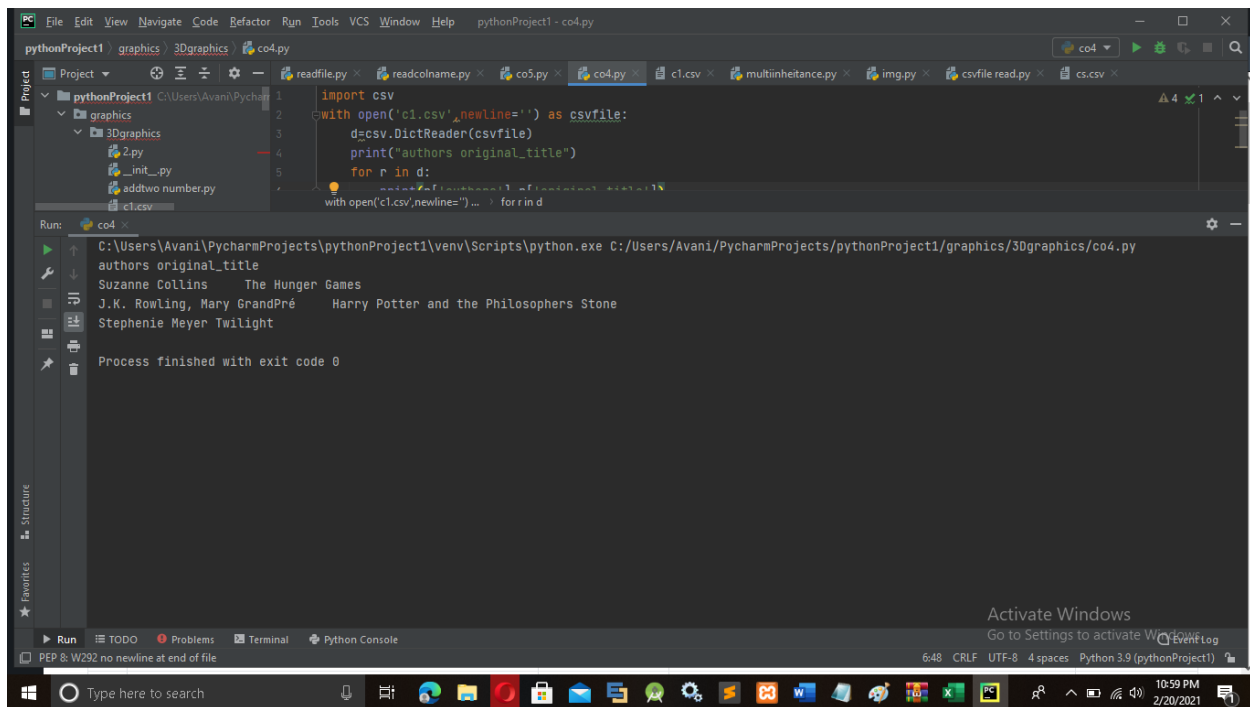 File Edit View Navigate Code Refactor Run Tools VCS Window Help pythonProject1 - co4.py
pythonProject1 graphics 3Dgraphics co4.py co4
Project readfile.py readcolname.py co5.py co4.py c1.csv multiinheitance.py img.py csvfile read.py cs.csv
Project
pythonProject1 C:\Users\Avani\Pycharm 1 import csv 4 1
graphics 2 with open('c1.csv',newline='') as csvfile:
3Dgraphics 3 d=csv.DictReader(csvfile)
2.py 4 print("authors original_title")
__init__.py 5 for r in d:
addtwo number.py
c1.csv with open('c1.csv',newline='') ... for r in d
Run: co4
C:\Users\Avani\PycharmProjects\pythonProject1\venv\Scripts\python.exe C:/Users/Avani/PycharmProjects/pythonProject1/graphics/3Dgraphics/co4.py
authors original_title
Suzanne Collins The Hunger Games
J.K. Rowling, Mary GrandPré Harry Potter and the Philosophers Stone
Stephenie Meyer Twilight
Process finished with exit code 0
Structure
Favorites
Activate Windows
Go to Settings to activate Windows.
Run TODO Problems Terminal Python Console Event Log
PEP 8: W292 no newline at end of file 6:48 CRLF UTF-8 4 spaces Python 3.9 (pythonProject1)
Type here to search 10:59 PM
2/20/2021